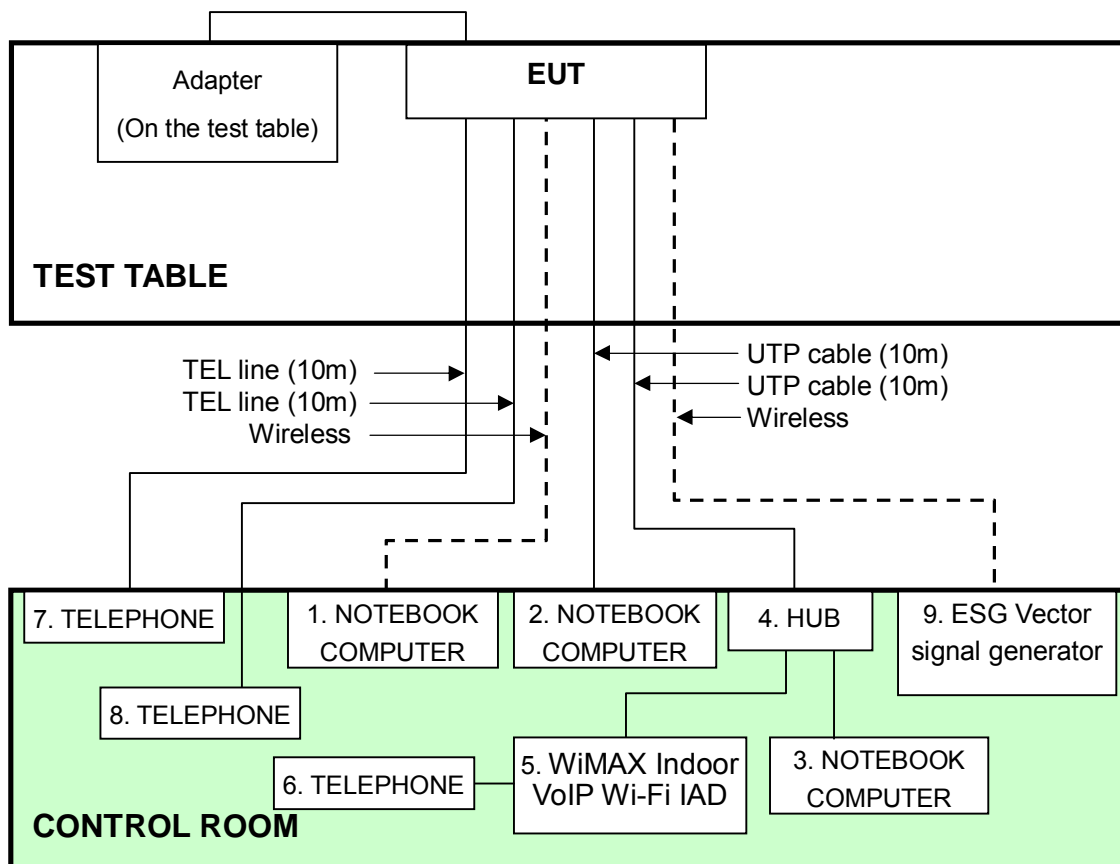 Adapter
(On the test table)
EUT
TEST TABLE
TEL line (10m)
TEL line (10m)
Wireless
UTP cable (10m)
UTP cable (10m)
Wireless
7. TELEPHONE
1. NOTEBOOK
COMPUTER
2. NOTEBOOK
COMPUTER
4. HUB
9. ESG Vector
signal generator
8. TELEPHONE
6. TELEPHONE
5. WiMAX Indoor
VoIP Wi-Fi IAD
3. NOTEBOOK
COMPUTER
CONTROL ROOM